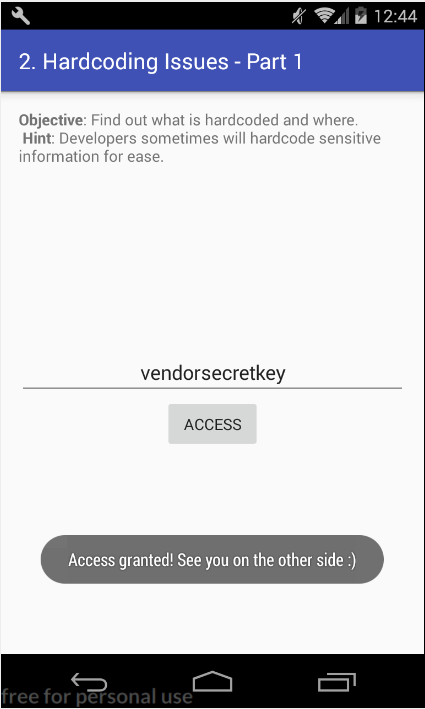 12:44
2. Hardcoding Issues - Part 1
Objective: Find out what is hardcoded and where.
Hint: Developers sometimes will hardcode sensitive
information for ease.
vendorsecretkey
ACCESS
Access granted! See you on the other side :)
free for personal use